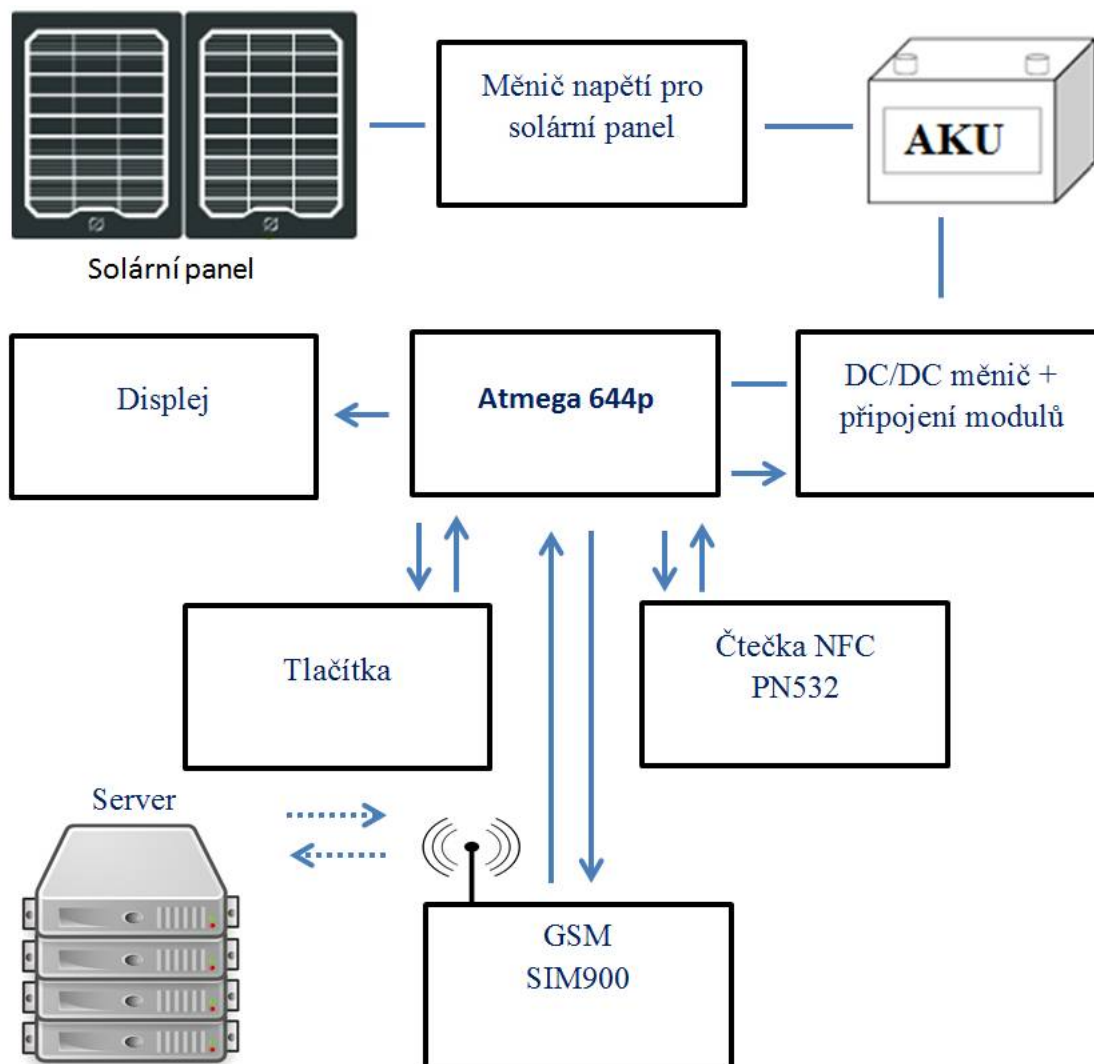 Měnič napětí pro
solární panel
AKU
Solární panel
Displej
Atmega 644p
DC/DC měnič +
připojení modulů
Tlačítka
Čtečka NFC
PN532
Server
GSM
SIM900